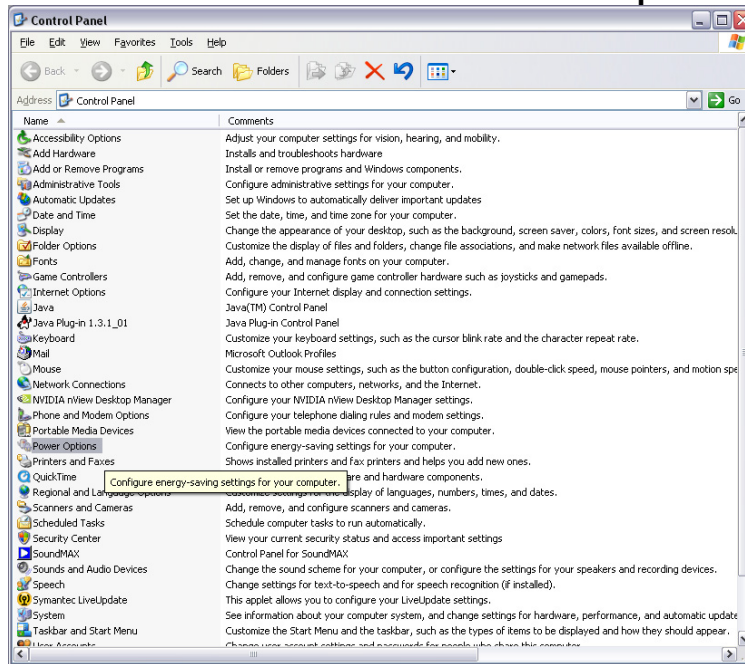 Control Panel
File Edit View Favorites Tools Help
Back Search Folders
Address Control Panel Go
Name Comments
Accessibility Options Adjust your computer settings for vision, hearing, and mobility.
Add Hardware Installs and troubleshoots hardware
Add or Remove Programs Install or remove programs and Windows components.
Administrative Tools Configure administrative settings for your computer.
Automatic Updates Set up Windows to automatically deliver important updates
Date and Time Set the date, time, and time zone for your computer.
Display Change the appearance of your desktop, such as the background, screen saver, colors, font sizes, and screen
Folder Options Customize the display of files and folders, change file associations, and make network files available offline.
Fonts Add, change, and manage fonts on your computer.
Game Controllers Add, remove, and configure game controller hardware such as joysticks and gamepads.
Internet Options Configure your Internet display and connection settings.
Java Java(TM) Control Panel
Java Plug-in 1.3.1_01 Java Plug-in Control Panel
Keyboard Customize your keyboard settings, such as the cursor blink rate and the character repeat rate.
Mail Microsoft Outlook Profiles
Mouse Customize your mouse settings, such as the button configuration, double-click speed, mouse pointers, and motion
Network Connections Connects to other computers, networks, and the Internet.
NVIDIA nView Desktop Manager Configure your NVIDIA nView Desktop Manager settings.
Phone and Modem Options Configure your telephone dialing rules and modem settings.
Portable Media Devices View the portable media devices connected to your computer.
Power Options Configure energy-saving settings for your computer.
Printers and Faxes Shows installed printers and fax printers and helps you add new ones.
QuickTime and hardware components.
Configure energy-saving settings for your computer.
Regional and Language Options Customize settings for the display of languages, numbers, times, and dates.
Scanners and Cameras Add, remove, and configure scanners and cameras.
Scheduled Tasks Schedule computer tasks to run automatically.
Security Center View your current security status and access important settings
SoundMAX Control Panel for SoundMAX
Sounds and Audio Devices Change the sound scheme for your computer, or configure the settings for your speakers and recording devices.
Speech Change settings for text-to-speech and for speech recognition (if installed).
Symantec LiveUpdate This applet allows you to configure your LiveUpdate settings.
System See information about your computer system, and change settings for hardware, performance, and automatic update
Taskbar and Start Menu Customize the Start Menu and the taskbar, such as the types of items to be displayed and how they should appear.
User Accounts Change user account settings and passwords for people who share this computer.